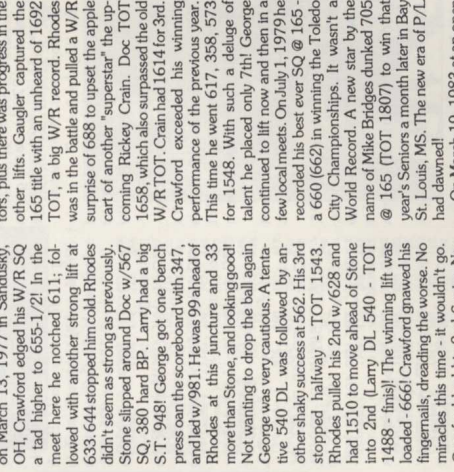 on March 13, 1977 in Sandusky,
OH, Crawford edged his W/R SQ
a tad higher to 655-1/2! In the
meet here he notched 611; fol-
lowed with another strong lift at
633. 644 stopped him cold. Rhodes
didn't seem as strong as previously.
Stone slipped around Doc w/567
SQ, 380 hard BP. Larry had a big
S.T. 948! George got one bench
press oan the scoreboard with 347,
and led w/981. He was 99 ahead of
Rhodes at this juncture and 33
more than Stone, and looking good!
Not wanting to drop the ball again
George was very cautious. A tenta-
tive 540 DL was followed by an-
other shaky success at 562. His 3rd
stopped halfway - TOT 1543.
Rhodes pulled his 2nd w/628 and
had 1510 to move ahead of Stone
into 2nd (Larry DL 540 - TOT
1488 - finis)! The winning lift was
loaded - 666! Crawford gnawed his
fingernails, dreading the worse. No
miracles this time - it wouldn't go.
tors, plus there was progress in the
other lifts. Gaugler captured the
165 title with an unheard of 1692
TOT, a big W/R record. Rhodes
was in the battle and pulled a W/R
surprise of 688 to upset the apple
cart of another "superstar" the up-
coming Rickey Crain. Doc TOT
1658, which also surpassed the old
W/R TOT. Crain had 1614 for 3rd.
Crawford exceeded his winning
performance of the previous year.
This time he went 617, 358, 573
for 1548. With such a deluge of
talent he placed only 7th! George
continued to lift now and then in a
few local meets. On July 1, 1979 he
recorded his best ever SQ @ 165 -
a 660 (662) in winning the Toledo
City Championships. It wasn't a
World Record. A new star by the
name of Mike Bridges dunked 705
@ 165 (TOT 1807) to win that
year's Seniors a month later in Bay
St. Louis, MS. The new era of P/L
had dawned!